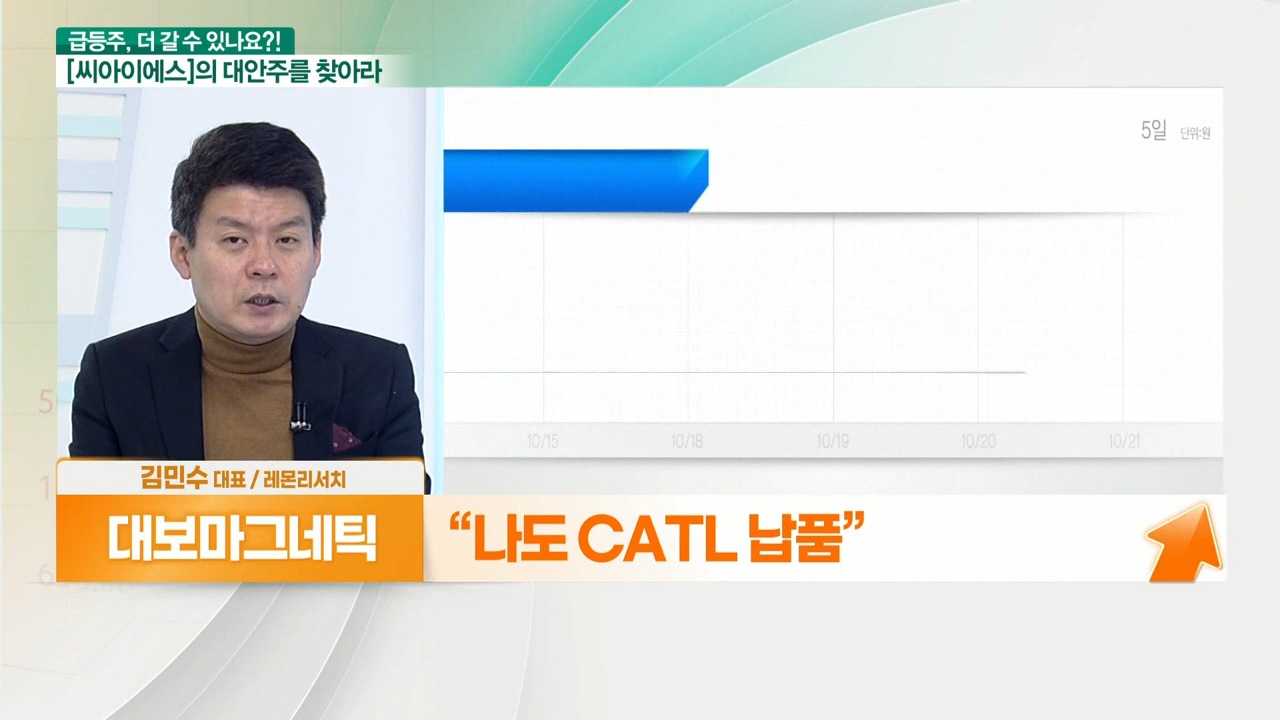 급등주, 더 갈 수 있나요?!
[씨아이에스]의 대안주를 찾아라
5일 단위:원
10/15 10/18 10/19 10/20 10/21
김민수 대표 / 레몬리서치
대보마그네틱 “나도 CATL 납품”
5
1
6